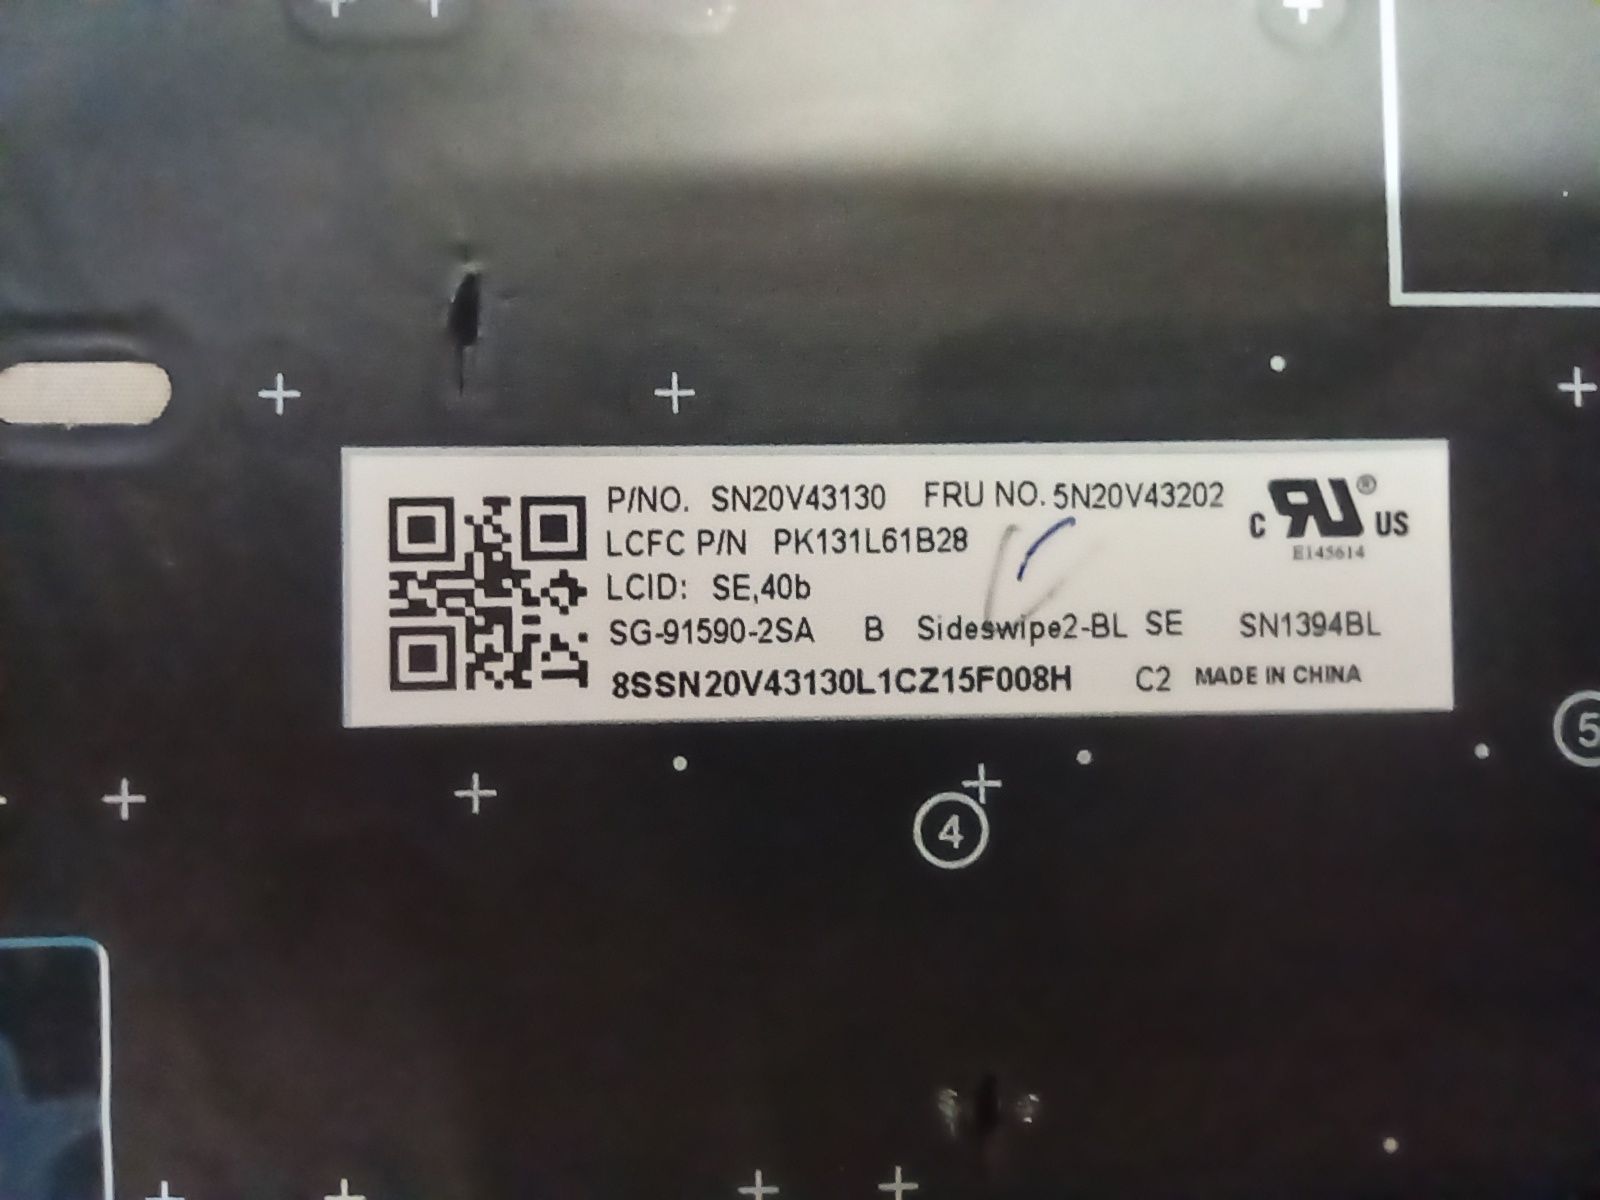 P/NO. SN20V43130 FRU NO. 5N20V43202
LCFC P/N PK131L61B28
LCID: SE,40b
SG-91590-2SA B Sideswipe2-BL SE SN1394BL
8SSN20V43130L1CZ15F008H C2 MADE IN CHINA
C RU® US
E145614
4
5